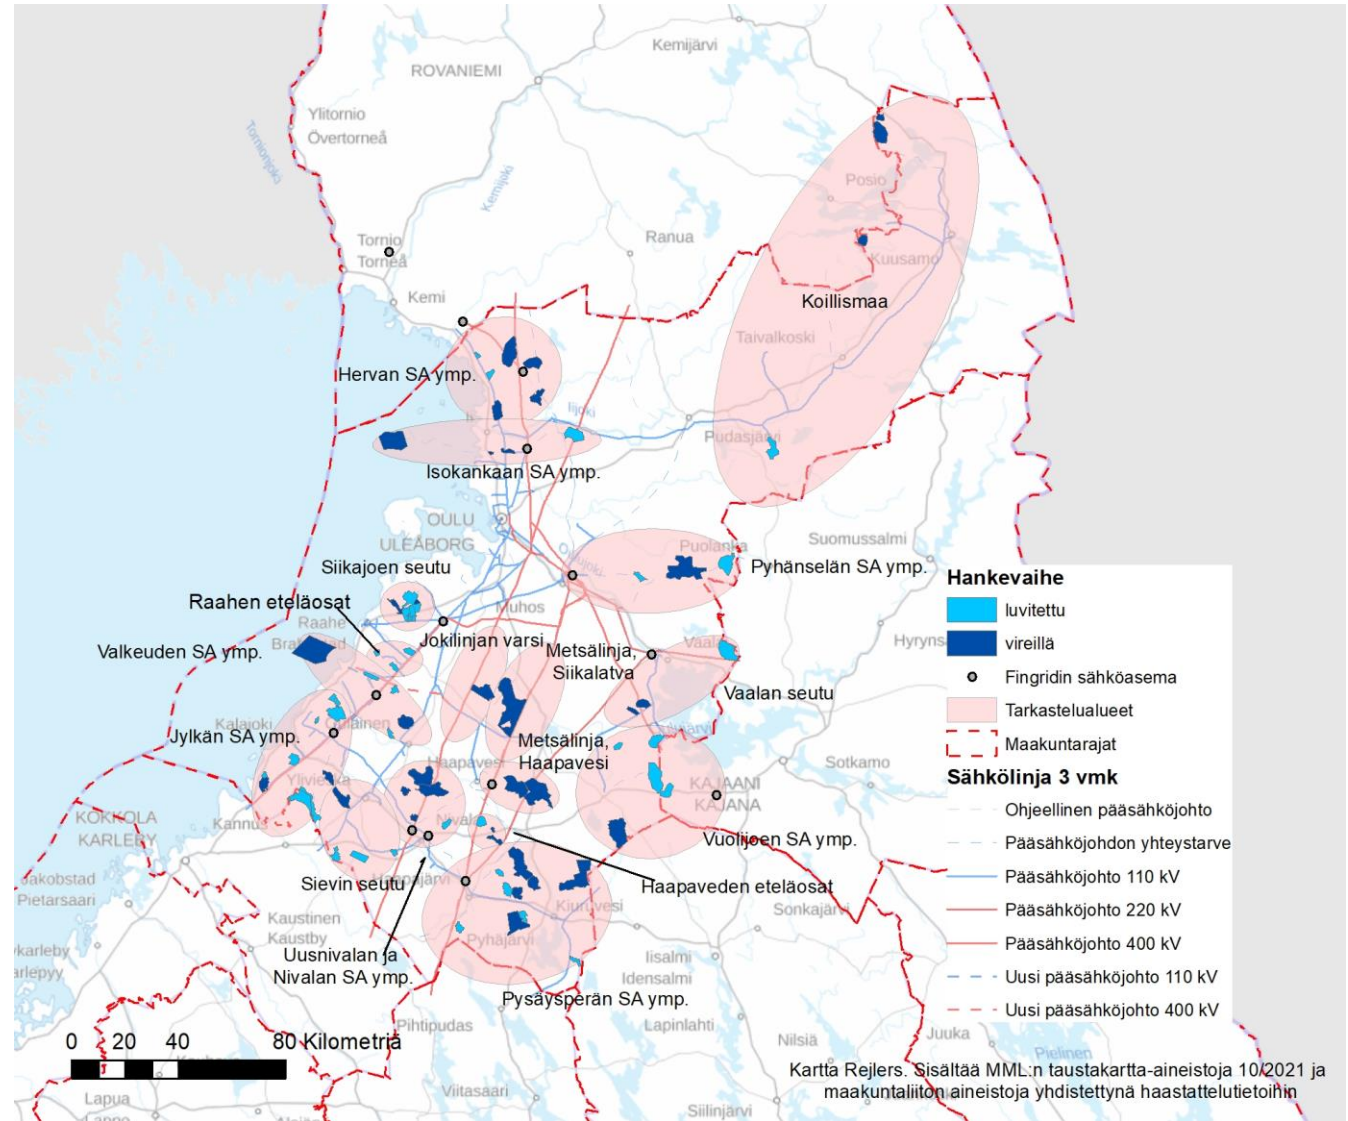 Kemijärvi
ROVANIEMI
Ylitornio
Övertorneå
Tornionjoki
Kemijoki
Posio
Tornio
Torneå
Ranua
Kuusamo
Kemi
Koillismaa
Taivalkoski
Hervan SA ymp.
Iijoki
Pudasjärvi
Isokankaan SA ymp.
OULU
ULEÅBORG
Suomussalmi
Puolanka
Siikajoen seutu
Pyhänselän SA ymp.
Raahen eteläosat
Muhos
Raahe
Jokilinjan varsi
Valkeuden SA ymp.
Metsälinja,
Siikalatva
Vaalan seutu
Kalajoki
Jylkän SA ymp.
Metsälinja,
Haapavesi
Haapavesi
Sotkamo
Ylivieska
KAJAANI
KAJANA
KOKKOLA
KARLEBY
Kannus
Nivala
Vuolijoen SA ymp.
Haapajärvi
Sievin seutu
Haapaveden eteläosat
Jakobstad
Pietarsaari
Kiuruvesi
Sonkajärvi
Kaustinen
Kaustby
Pyhäjärvi
Iisalmi
Idensalmi
Uusnivalan ja
Nivalan SA ymp.
Pysäysperän SA ymp.
Pihtipudas
Lapinlahti
Nilsiä
Juuka
Pielinen
Viitasaari
Siilinjärvi
Lapua
Hankevaihe
luvitettu
vireillä
Fingridin sähköasema
Tarkastelualueet
Maakuntarajat
Sähkölinja 3 vmk
Ohjeellinen pääsähköjohto
Pääsähköjohdon yhteystarve
Pääsähköjohto 110 kV
Pääsähköjohto 220 kV
Pääsähköjohto 400 kV
Uusi pääsähköjohto 110 kV
Uusi pääsähköjohto 400 kV
0 20 40 80 Kilometriä
Kartta Rejlers. Sisältää MML:n taustakartta-aineistoja 10/2021 ja
maakuntaliiton aineistoja yhdistettynä haastattelutietoihin